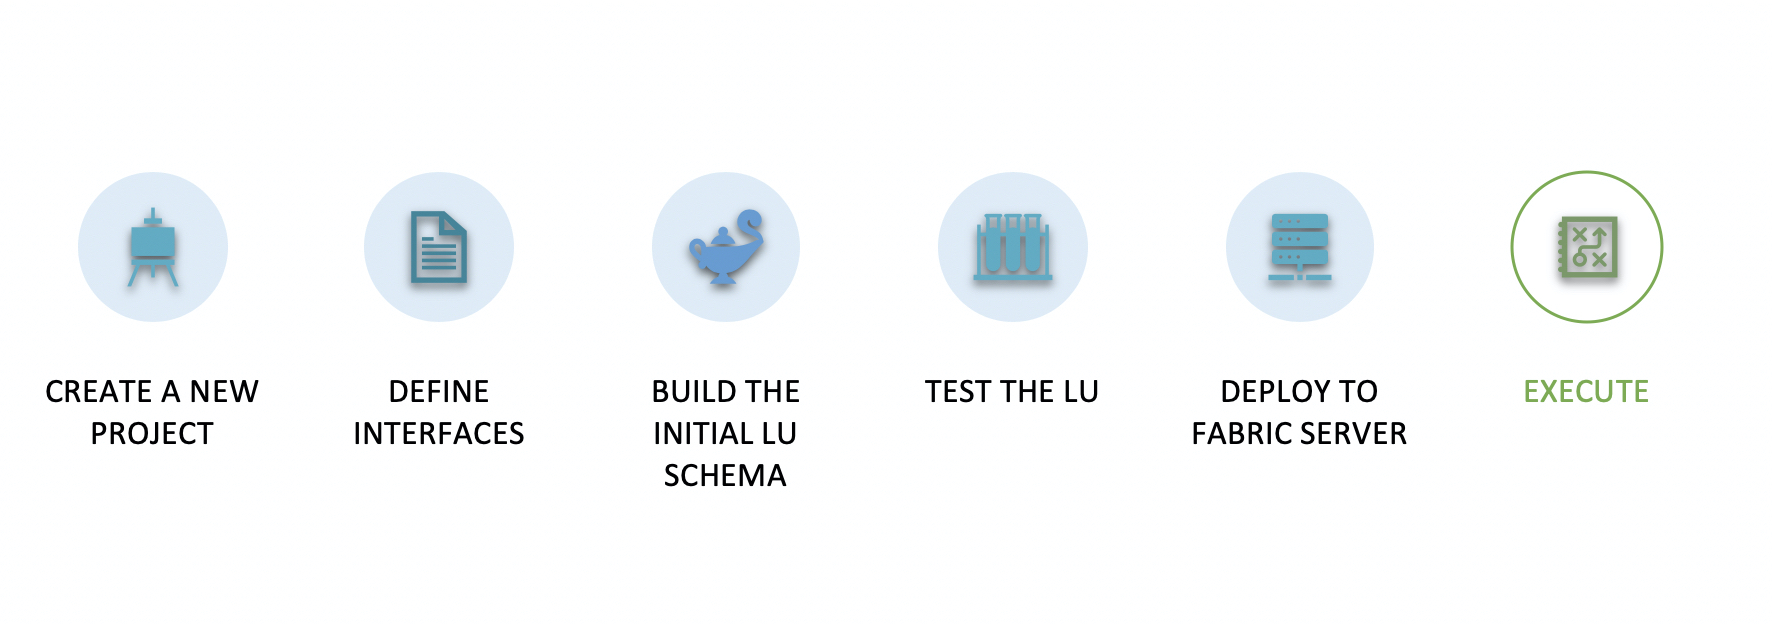 CREATE A NEW
PROJECT
DEFINE
INTERFACES
BUILD THE
INITIAL LU
SCHEMA
TEST THE LU
DEPLOY TO
FABRIC SERVER
EXECUTE